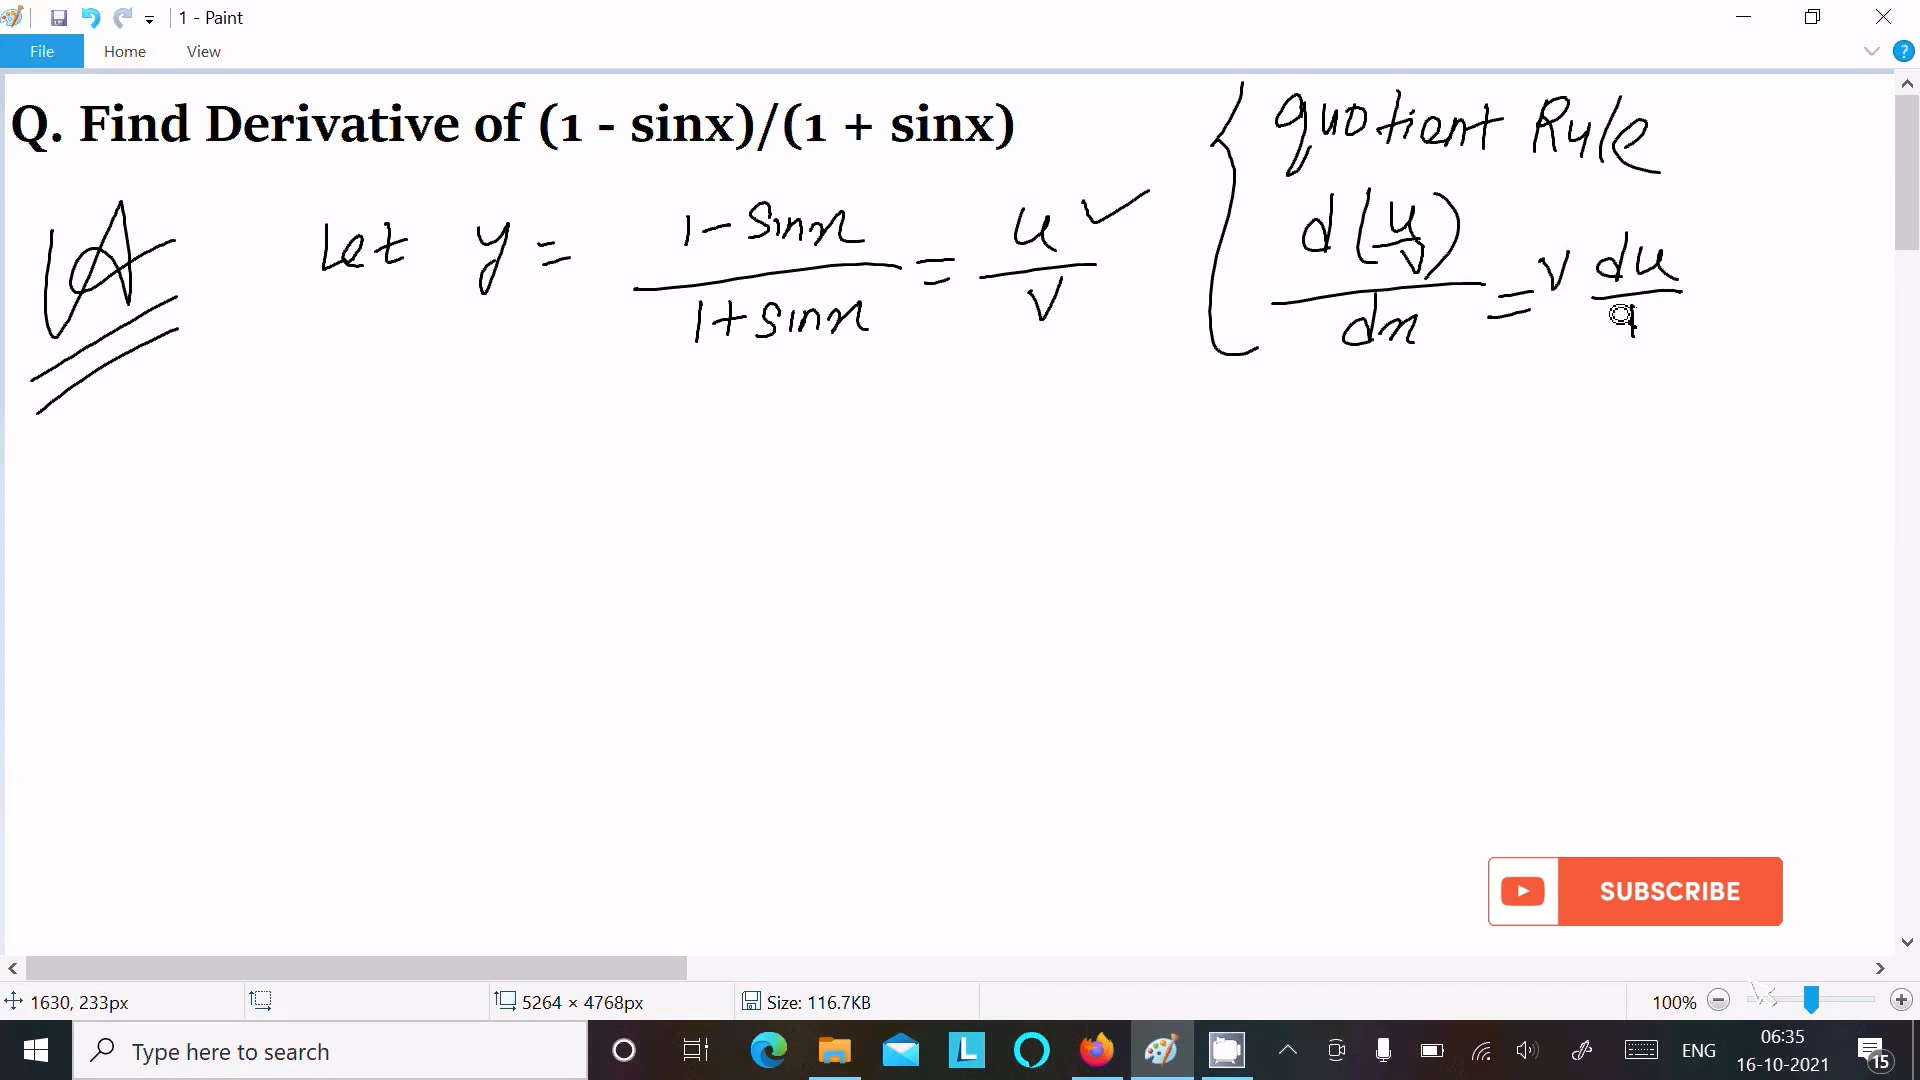 1 - Paint
File Home View
Q. Find Derivative of (1 - sinx)/(1 + sinx)
Let y = 1 - sinx / 1 + sinx = u / v
quotient Rule
d(u/v) / dx = v du / d
SUBSCRIBE
1630, 233px 5264 × 4768px Size: 116.7KB 100%
Type here to search
L
ENG
06:35
16-10-2021
15